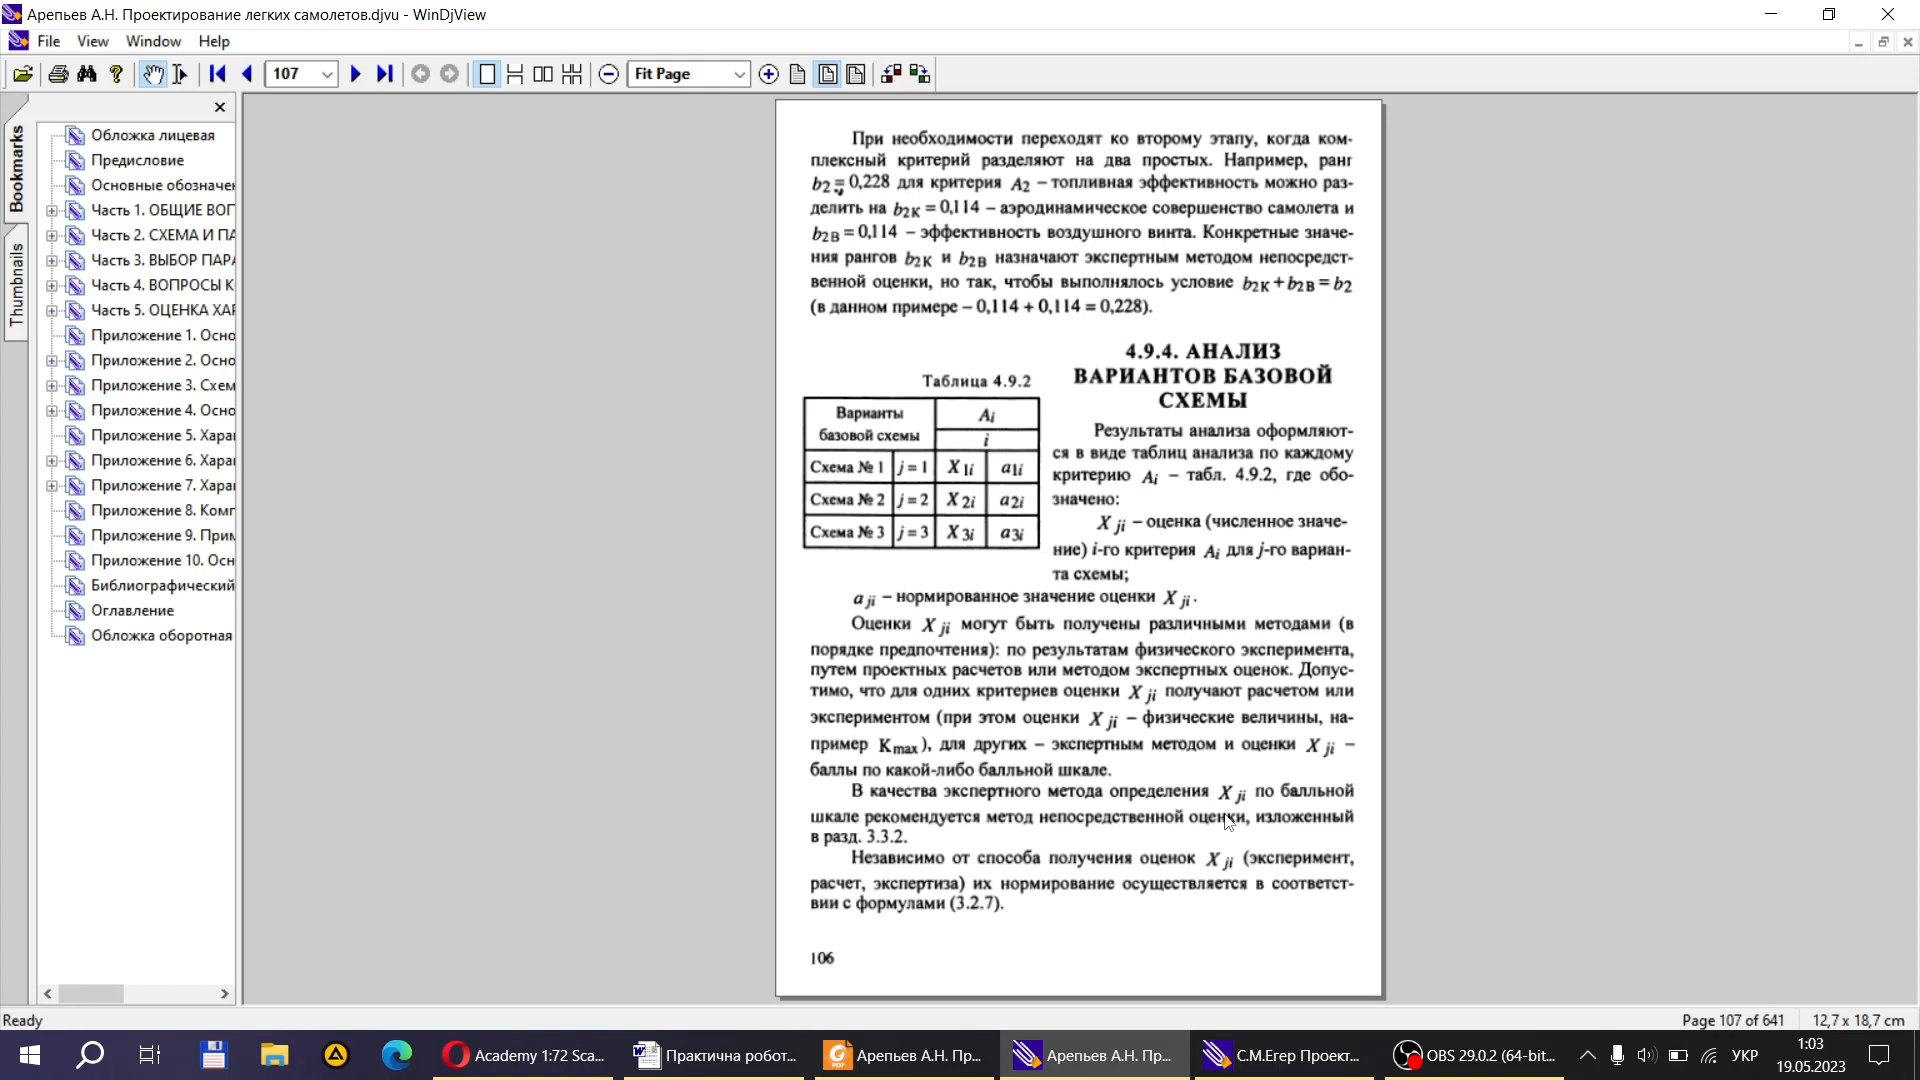 Арепьев А.Н. Проектирование легких самолетов.djvu - WinDjView
File View Window Help
107 Fit Page
Bookmarks
Thumbnails
Обложка лицевая
Предисловие
Основные обозначен
Часть 1. ОБЩИЕ ВОП
Часть 2. СХЕМА И ПА
Часть 3. ВЫБОР ПАРА
Часть 4. ВОПРОСЫ К
Часть 5. ОЦЕНКА ХАР
Приложение 1. Осно
Приложение 2. Осно
Приложение 3. Схем
Приложение 4. Осно
Приложение 5. Харак
Приложение 6. Харак
Приложение 7. Харак
Приложение 8. Комп
Приложение 9. Прим
Приложение 10. Осн
Библиографический
Оглавление
Обложка оборотная
При необходимости переходят ко второму этапу, когда ком-
плексный критерий разделяют на два простых. Например, ранг
b2 = 0,228 для критерия A2 – топливная эффективность можно раз-
делить на b2К = 0,114 – аэродинамическое совершенство самолета и
b2В = 0,114 – эффективность воздушного винта. Конкретные значе-
ния рангов b2К и b2В назначают экспертным методом непосредст-
венной оценки, но так, чтобы выполнялось условие b2К + b2В = b2
(в данном примере – 0,114 + 0,114 = 0,228).
4.9.4. АНАЛИЗ
ВАРИАНТОВ БАЗОВОЙ
СХЕМЫ
Таблица 4.9.2
Варианты базовой схемы Ai
i
Схема № 1 j = 1 X1i a1i
Схема № 2 j = 2 X2i a2i
Схема № 3 j = 3 X3i a3i
Результаты анализа оформляют-
ся в виде таблиц анализа по каждому
критерию Ai – табл. 4.9.2, где обо-
значено:
Xji – оценка (численное значе-
ние) i-го критерия Ai для j-го вариан-
та схемы;
aji – нормированное значение оценки Xji.
Оценки Xji могут быть получены различными методами (в
порядке предпочтения): по результатам физического эксперимента,
путем проектных расчетов или методом экспертных оценок. Допус-
тимо, что для одних критериев оценки Xji получают расчетом или
экспериментом (при этом оценки Xji – физические величины, на-
пример Kmax), для других – экспертным методом и оценки Xji –
баллы по какой-либо балльной шкале.
В качества экспертного метода определения Xji по балльной
шкале рекомендуется метод непосредственной оценки, изложенный
в разд. 3.3.2.
Независимо от способа получения оценок Xji (эксперимент,
расчет, экспертиза) их нормирование осуществляется в соответст-
вии с формулами (3.2.7).
106
Ready Page 107 of 641 12,7 x 18,7 cm
Academy 1:72 Sca... Практична робот... Арепьев А.Н. Пр... Арепьев А.Н. Пр... С.М.Егер Проект... OBS 29.0.2 (64-bit... УКР 1:03
19.05.2023